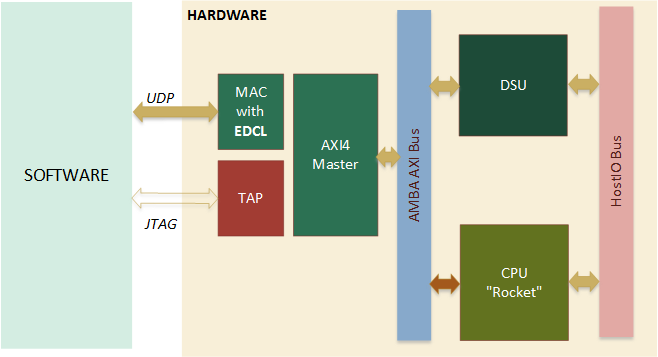 HARDWARE
SOFTWARE
UDP
JTAG
MAC
with
EDCL
TAP
AXI4
Master
AMBA AXI Bus
DSU
CPU
"Rocket"
HostIO Bus